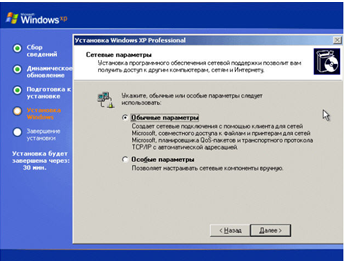 Microsoft
Windows xp
Сбор
сведений
Динамическое
обновление
Подготовка к
установке
Установка
Windows
Завершение
установки
Установка будет
завершена через:
30 мин.
Установка Windows XP Professional
Сетевые параметры
Установка программного обеспечения сетевой поддержки позволит вам
получить доступ к другим компьютерам, сетям и Интернету.
Укажите, обычные или особые параметры следует
использовать:
Обычные параметры
Создает сетевые подключения с помощью клиента для сетей
Microsoft, совместного доступа к файлам и принтерам для сетей
Microsoft, планировщика QoS-пакетов и транспортного протокола
TCP/IP с автоматической адресацией.
Особые параметры
Позволяет настраивать сетевые компоненты вручную.
< Назад Далее >